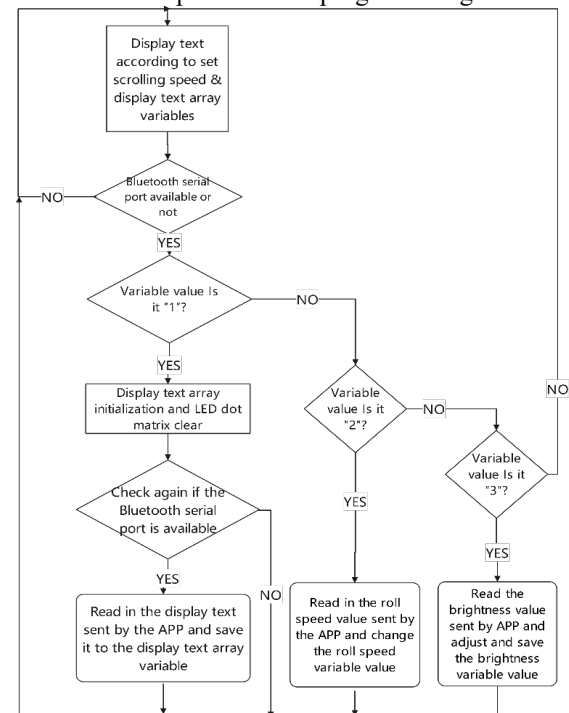 Display text
according to set
scrolling speed &
display text array
variables
Bluetooth serial
port available or
not
NO
YES
Variable value Is
it "1"?
NO
YES
Display text array
initialization and LED dot
matrix clear
Variable
value Is it
"2"?
NO
NO
Variable
value Is it
"3"?
Check again if the
Bluetooth serial
port is available
YES
YES
YES
NO
Read in the display text
sent by the APP and save
it to the display text array
variable
Read in the roll
speed value sent by
the APP and change
the roll speed
variable value
Read the
brightness value
sent by APP and
adjust and save
the brightness
variable value